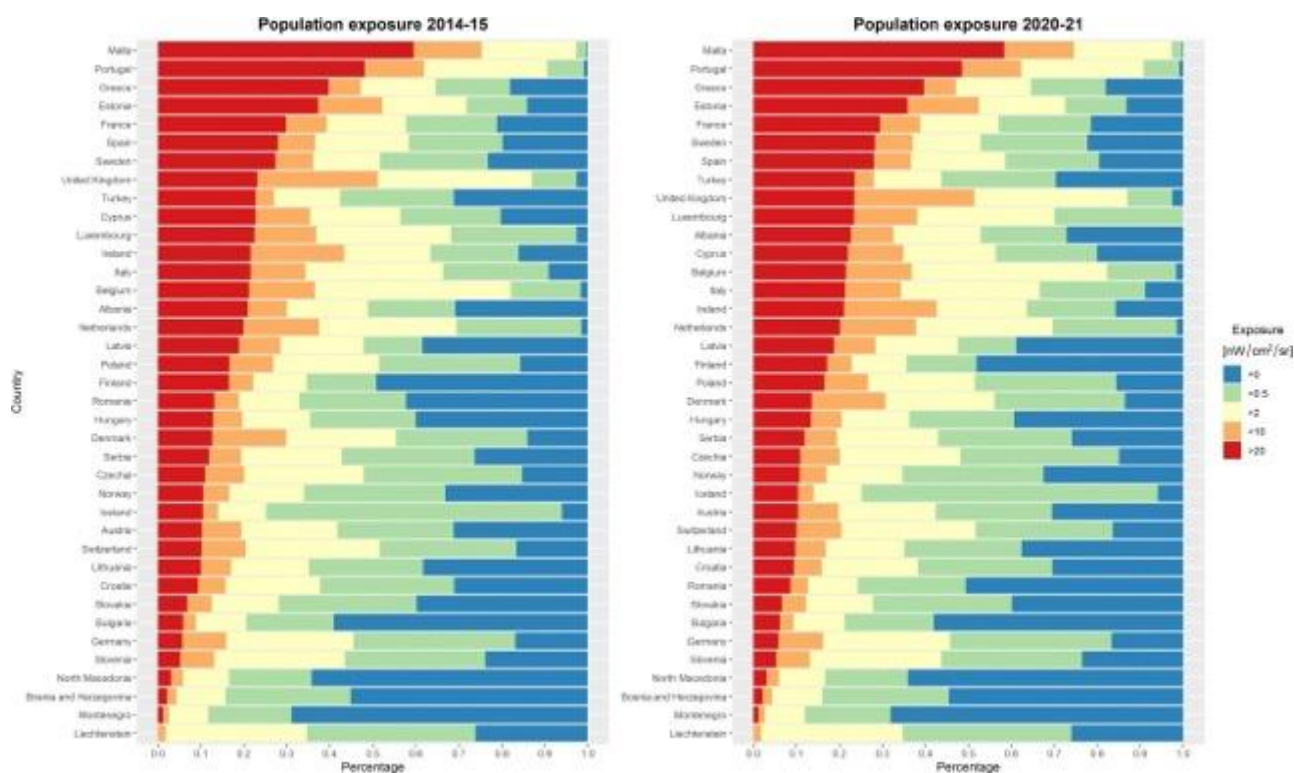 Population exposure 2014-15
Malta
Portugal
Greece
Estonia
France
Spain
Sweden
United Kingdom
Turkey
Cyprus
Luxembourg
Ireland
Italy
Belgium
Albania
Netherlands
Latvia
Poland
Finland
Romania
Hungary
Denmark
Serbia
Czechia
Norway
Iceland
Austria
Switzerland
Lithuania
Croatia
Slovakia
Bulgaria
Germany
Slovenia
North Macedonia
Bosnia and Herzegovina
Montenegro
Liechtenstein
Country
0.0 0.1 0.2 0.3 0.4 0.5 0.6 0.7 0.8 0.9 1.0
Percentage
Population exposure 2020-21
Malta
Portugal
Greece
Estonia
France
Sweden
Spain
Turkey
United Kingdom
Luxembourg
Albania
Cyprus
Belgium
Italy
Ireland
Netherlands
Latvia
Finland
Poland
Denmark
Hungary
Serbia
Czechia
Norway
Iceland
Austria
Switzerland
Lithuania
Croatia
Romania
Slovakia
Bulgaria
Germany
Slovenia
North Macedonia
Bosnia and Herzegovina
Montenegro
Liechtenstein
0.0 0.1 0.2 0.3 0.4 0.5 0.6 0.7 0.8 0.9 1.0
Percentage
Exposure
[nW/cm²/sr]
>0
>0.5
>2
>10
>20